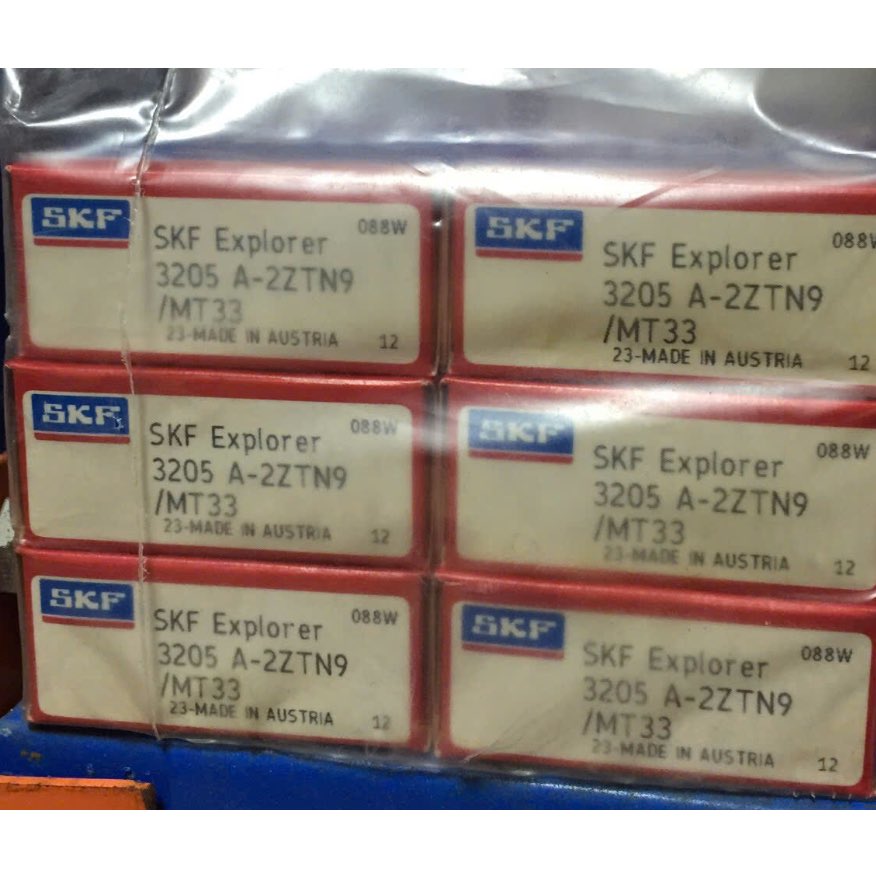 SKF
SKF Explorer 088W
3205 A-2ZTN9
/MT33
23-MADE IN AUSTRIA 12
SKF
SKF Explorer 088W
3205 A-2ZTN9
/MT33
23-MADE IN AUSTRIA 12
SKF
SKF Explorer 088W
3205 A-2ZTN9
/MT33
23-MADE IN AUSTRIA 12
SKF
SKF Explorer 088W
3205 A-2ZTN9
/MT33
23-MADE IN AUSTRIA 12
SKF
SKF Explorer 088W
3205 A-2ZTN9
/MT33
23-MADE IN AUSTRIA 12
SKF
SKF Explorer 088W
3205 A-2ZTN9
/MT33
23-MADE IN AUSTRIA 12